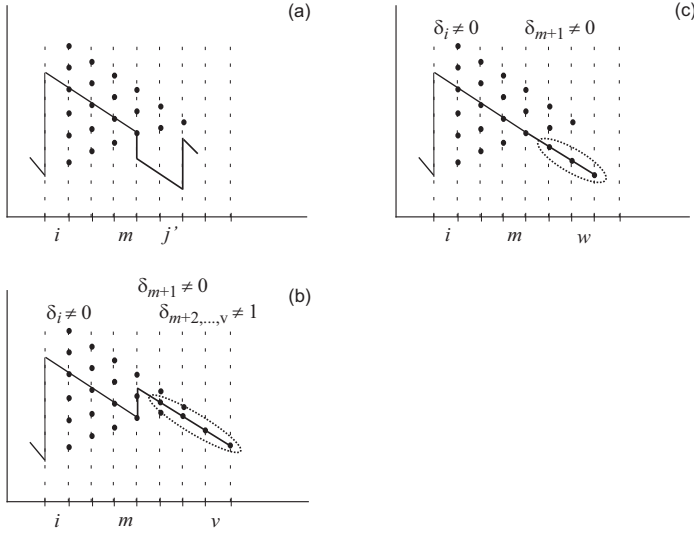 (a)
i m j’
(c)
δi ≠ 0 δm+1 ≠ 0
i m w
(b)
δm+1 ≠ 0
δi ≠ 0 δm+2,...,v ≠ 1
i m v